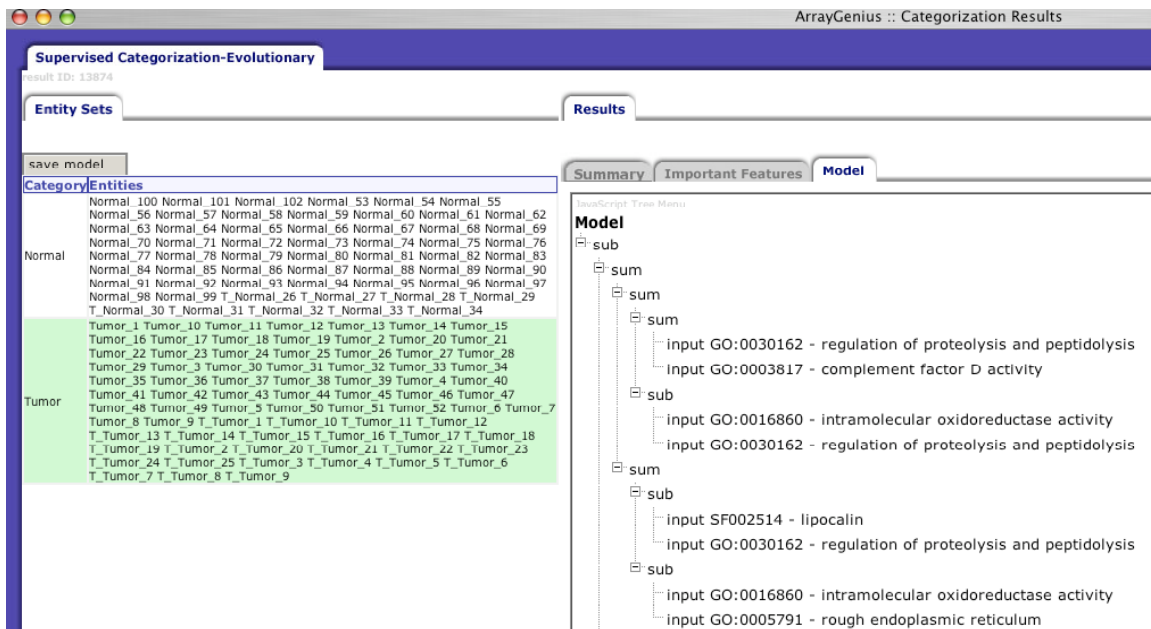 ArrayGenius :: Categorization Results
Supervised Categorization-Evolutionary
result ID: 13874
Entity Sets
save model
Category Entities
Normal
Normal_100 Normal_101 Normal_102 Normal_53 Normal_54 Normal_55
Normal_56 Normal_57 Normal_58 Normal_59 Normal_60 Normal_61 Normal_62
Normal_63 Normal_64 Normal_65 Normal_66 Normal_67 Normal_68 Normal_69
Normal_70 Normal_71 Normal_72 Normal_73 Normal_74 Normal_75 Normal_76
Normal_77 Normal_78 Normal_79 Normal_80 Normal_81 Normal_82 Normal_83
Normal_84 Normal_85 Normal_86 Normal_87 Normal_88 Normal_89 Normal_90
Normal_91 Normal_92 Normal_93 Normal_94 Normal_95 Normal_96 Normal_97
Normal_98 Normal_99 T_Normal_26 T_Normal_27 T_Normal_28 T_Normal_29
T_Normal_30 T_Normal_31 T_Normal_32 T_Normal_33 T_Normal_34
Tumor
Tumor_1 Tumor_10 Tumor_11 Tumor_12 Tumor_13 Tumor_14 Tumor_15
Tumor_16 Tumor_17 Tumor_18 Tumor_19 Tumor_2 Tumor_20 Tumor_21
Tumor_22 Tumor_23 Tumor_24 Tumor_25 Tumor_26 Tumor_27 Tumor_28
Tumor_29 Tumor_3 Tumor_30 Tumor_31 Tumor_32 Tumor_33 Tumor_34
Tumor_35 Tumor_36 Tumor_37 Tumor_38 Tumor_39 Tumor_4 Tumor_40
Tumor_41 Tumor_42 Tumor_43 Tumor_44 Tumor_45 Tumor_46 Tumor_47
Tumor_48 Tumor_49 Tumor_5 Tumor_50 Tumor_51 Tumor_52 Tumor_6 Tumor_7
Tumor_8 Tumor_9 T_Tumor_1 T_Tumor_10 T_Tumor_11 T_Tumor_12
T_Tumor_13 T_Tumor_14 T_Tumor_15 T_Tumor_16 T_Tumor_17 T_Tumor_18
T_Tumor_19 T_Tumor_2 T_Tumor_20 T_Tumor_21 T_Tumor_22 T_Tumor_23
T_Tumor_24 T_Tumor_25 T_Tumor_3 T_Tumor_4 T_Tumor_5 T_Tumor_6
T_Tumor_7 T_Tumor_8 T_Tumor_9
Results
Summary Important Features Model
JavaScript Tree Menu
Model
sub
sum
sum
sum
input GO:0030162 - regulation of proteolysis and peptidolysis
input GO:0003817 - complement factor D activity
sub
input GO:0016860 - intramolecular oxidoreductase activity
input GO:0030162 - regulation of proteolysis and peptidolysis
sum
sub
input SF002514 - lipocalin
input GO:0030162 - regulation of proteolysis and peptidolysis
sub
input GO:0016860 - intramolecular oxidoreductase activity
input GO:0005791 - rough endoplasmic reticulum